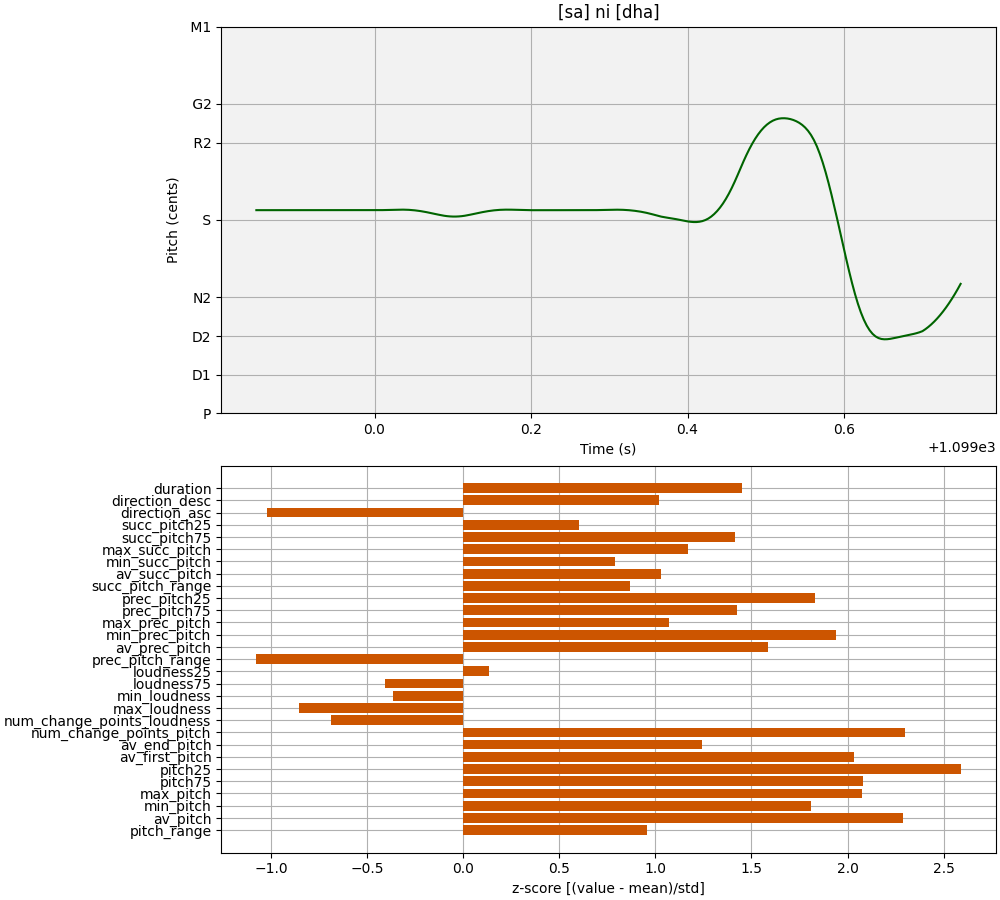 [sa] ni [dha]
M1
G2
R2
S
N2
D2
D1
P
Pitch (cents)
0.0 0.2 0.4 0.6
Time (s)
+1.099e3
duration
direction_desc
direction_asc
succ_pitch25
succ_pitch75
max_succ_pitch
min_succ_pitch
av_succ_pitch
succ_pitch_range
prec_pitch25
prec_pitch75
max_prec_pitch
min_prec_pitch
av_prec_pitch
prec_pitch_range
loudness25
loudness75
min_loudness
max_loudness
num_change_points_loudness
num_change_points_pitch
av_end_pitch
av_first_pitch
pitch25
pitch75
max_pitch
min_pitch
av_pitch
pitch_range
−1.0 −0.5 0.0 0.5 1.0 1.5 2.0 2.5
z-score [(value - mean)/std]